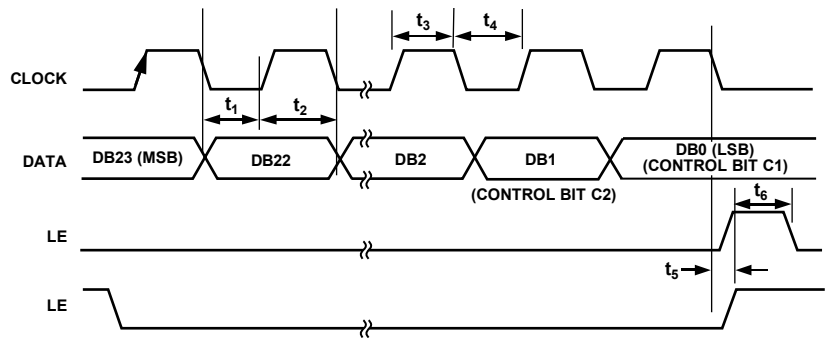 t3 t4
CLOCK
t1 t2
DATA DB23 (MSB) DB22 DB2 DB1 DB0 (LSB)
(CONTROL BIT C1)
(CONTROL BIT C2)
t6
LE
t5
LE